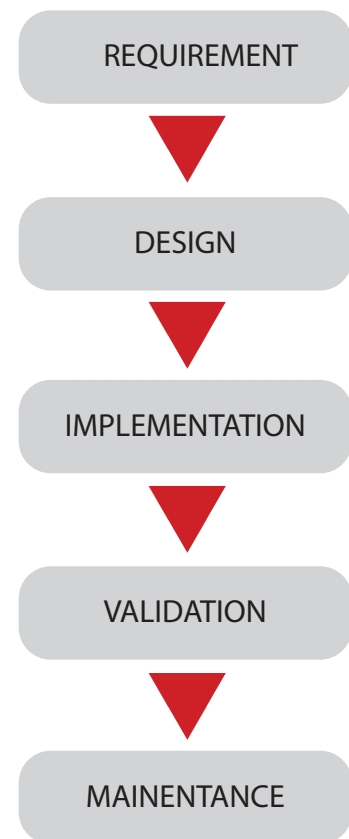 REQUIREMENT
DESIGN
IMPLEMENTATION
VALIDATION
MAINENTANCE